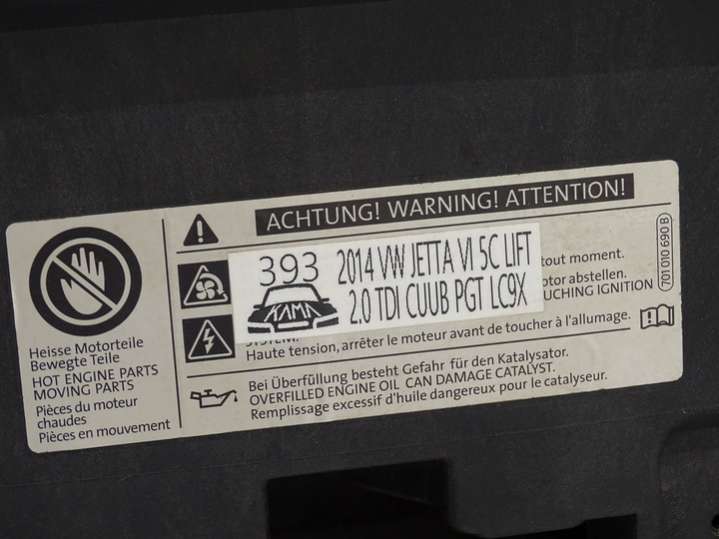 ACHTUNG! WARNING! ATTENTION!
Heisse Motorteile
Bewegte Teile
HOT ENGINE PARTS
MOVING PARTS
Pièces du moteur
chaudes
Pièces en mouvement
393
KAMA
2014 VW JETTA VI 5C LIFT
2.0 TDI CUUB PGT LC9X
tout moment.
abstellen.
IGNITION
Haute tension, arrêter le moteur avant de toucher à l'allumage.
Bei Überfüllung besteht Gefahr für den Katalysator.
OVERFILLED ENGINE OIL CAN DAMAGE CATALYST.
Remplissage excessif d'huile dangereux pour le catalyseur.
701 010 690 B